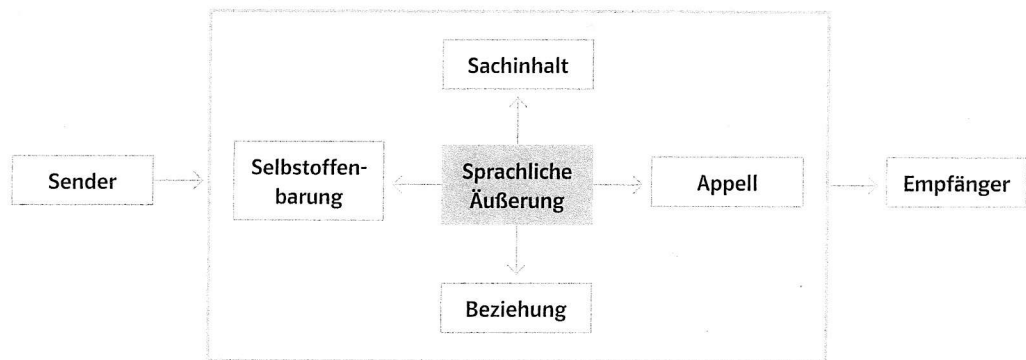 Sachinhalt
Sender
Selbstoffen-
barung
Sprachliche
Äußerung
Appell
Empfänger
Beziehung